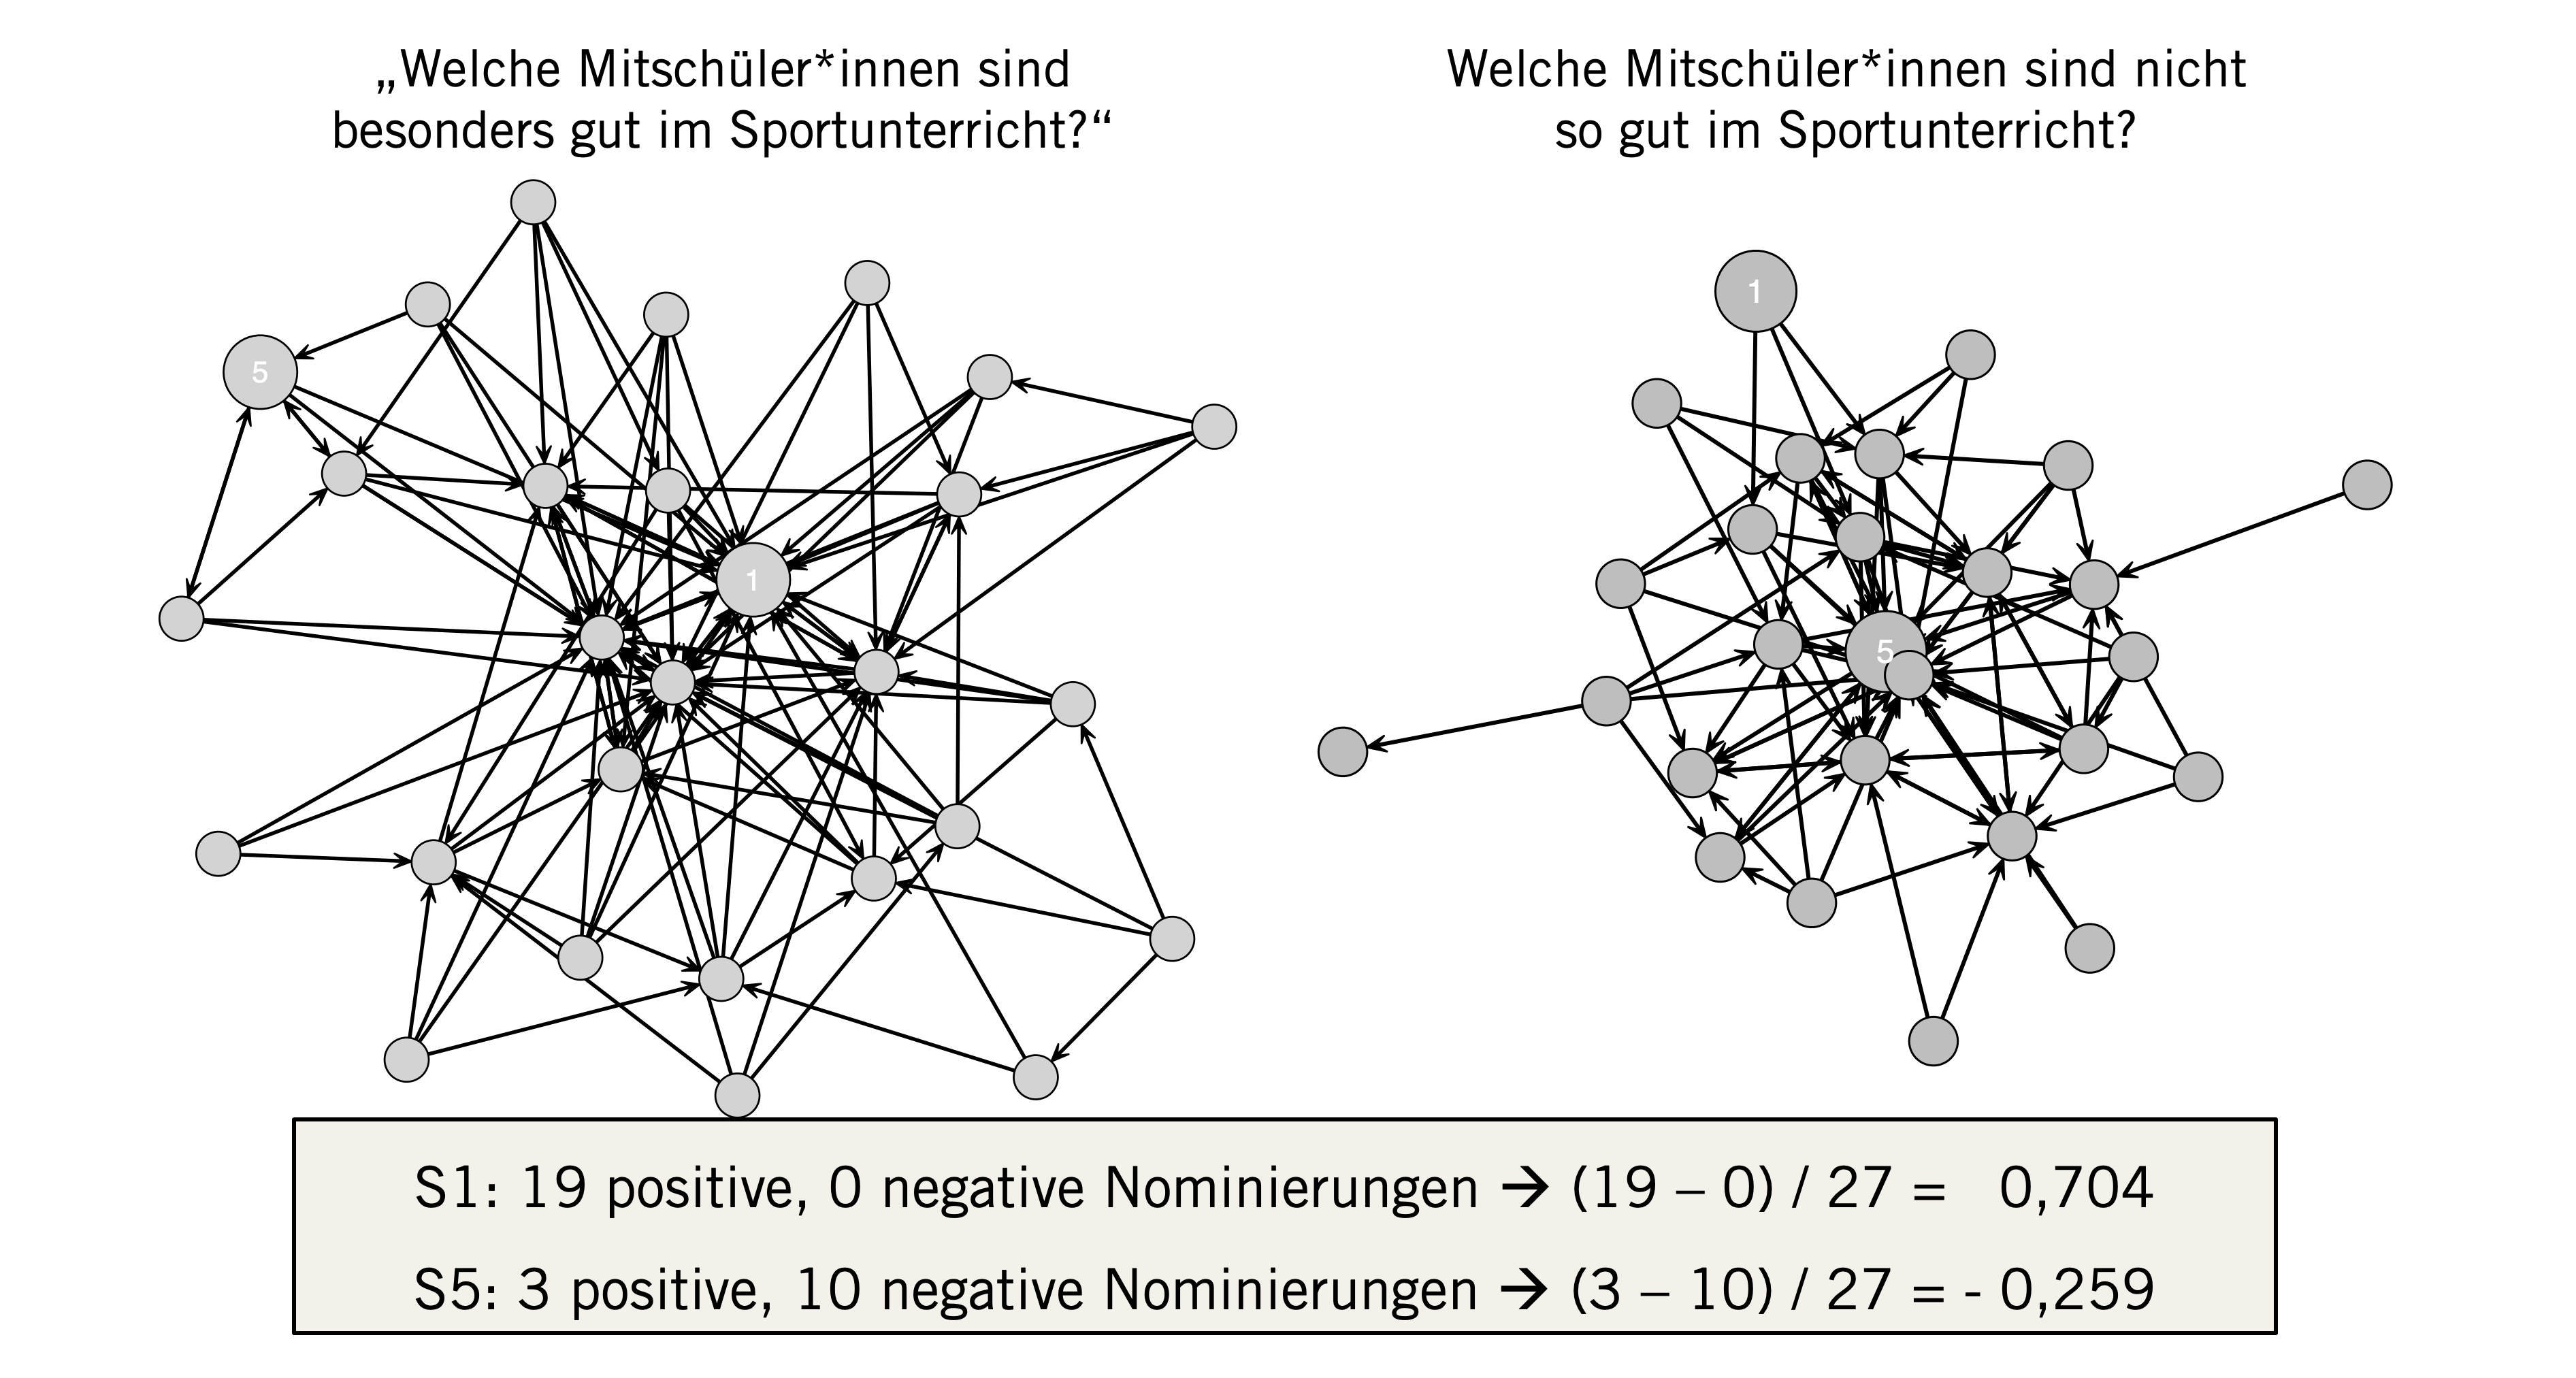 „Welche Mitschüler*innen sind
besonders gut im Sportunterricht?“
Welche Mitschüler*innen sind nicht
so gut im Sportunterricht?
5
1
1
5
S1: 19 positive, 0 negative Nominierungen → (19 – 0) / 27 = 0,704
S5: 3 positive, 10 negative Nominierungen → (3 – 10) / 27 = - 0,259